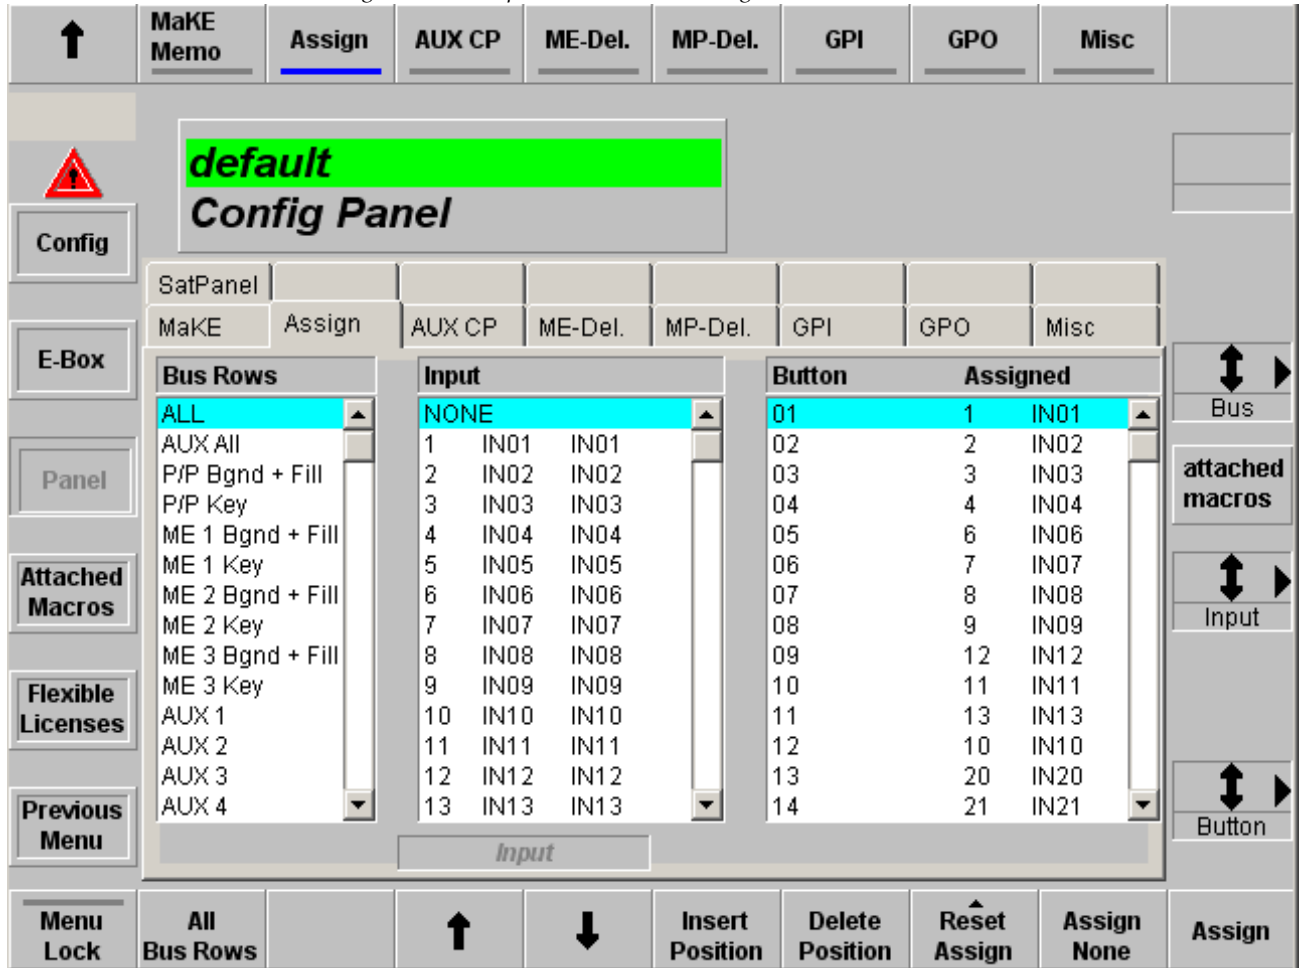 MaKE Memo Assign AUX CP ME-Del. MP-Del. GPI GPO Misc
default
Config Panel
Config
SatPanel
MaKE Assign AUX CP ME-Del. MP-Del. GPI GPO Misc
E-Box
Bus Rows Input Button Assigned
ALL NONE 01 1 IN01
AUX All 1 IN01 IN01 02 2 IN02
P/P Bgnd + Fill 2 IN02 IN02 03 3 IN03
P/P Key 3 IN03 IN03 04 4 IN04
ME 1 Bgnd + Fill 4 IN04 IN04 05 6 IN06
ME 1 Key 5 IN05 IN05 06 7 IN07
ME 2 Bgnd + Fill 6 IN06 IN06 07 8 IN08
ME 2 Key 7 IN07 IN07 08 9 IN09
ME 3 Bgnd + Fill 8 IN08 IN08 09 12 IN12
ME 3 Key 9 IN09 IN09 10 11 IN11
AUX 1 10 IN10 IN10 11 13 IN13
AUX 2 11 IN11 IN11 12 10 IN10
AUX 3 12 IN12 IN12 13 20 IN20
AUX 4 13 IN13 IN13 14 21 IN21
Input
Panel
Attached
Macros
Flexible
Licenses
Previous
Menu
Bus
attached
macros
Input
Button
Menu Lock All Bus Rows Insert Position Delete Position Reset Assign Assign None Assign